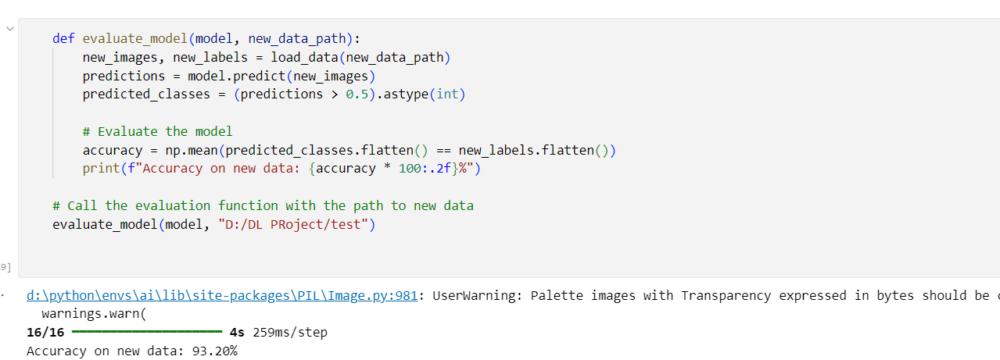 def evaluate_model(model, new_data_path):
    new_images, new_labels = load_data(new_data_path)
    predictions = model.predict(new_images)
    predicted_classes = (predictions > 0.5).astype(int)
    # Evaluate the model
    accuracy = np.mean(predicted_classes.flatten() == new_labels.flatten())
    print(f"Accuracy on new data: {accuracy * 100:.2f}%")
# Call the evaluation function with the path to new data
evaluate_model(model, "D:/DL PRoject/test")
9]
d:\python\envs\ai\lib\site-packages\PIL\Image.py:981: UserWarning: Palette images with Transparency expressed in bytes should be
  warnings.warn(
16/16 4s 259ms/step
Accuracy on new data: 93.20%